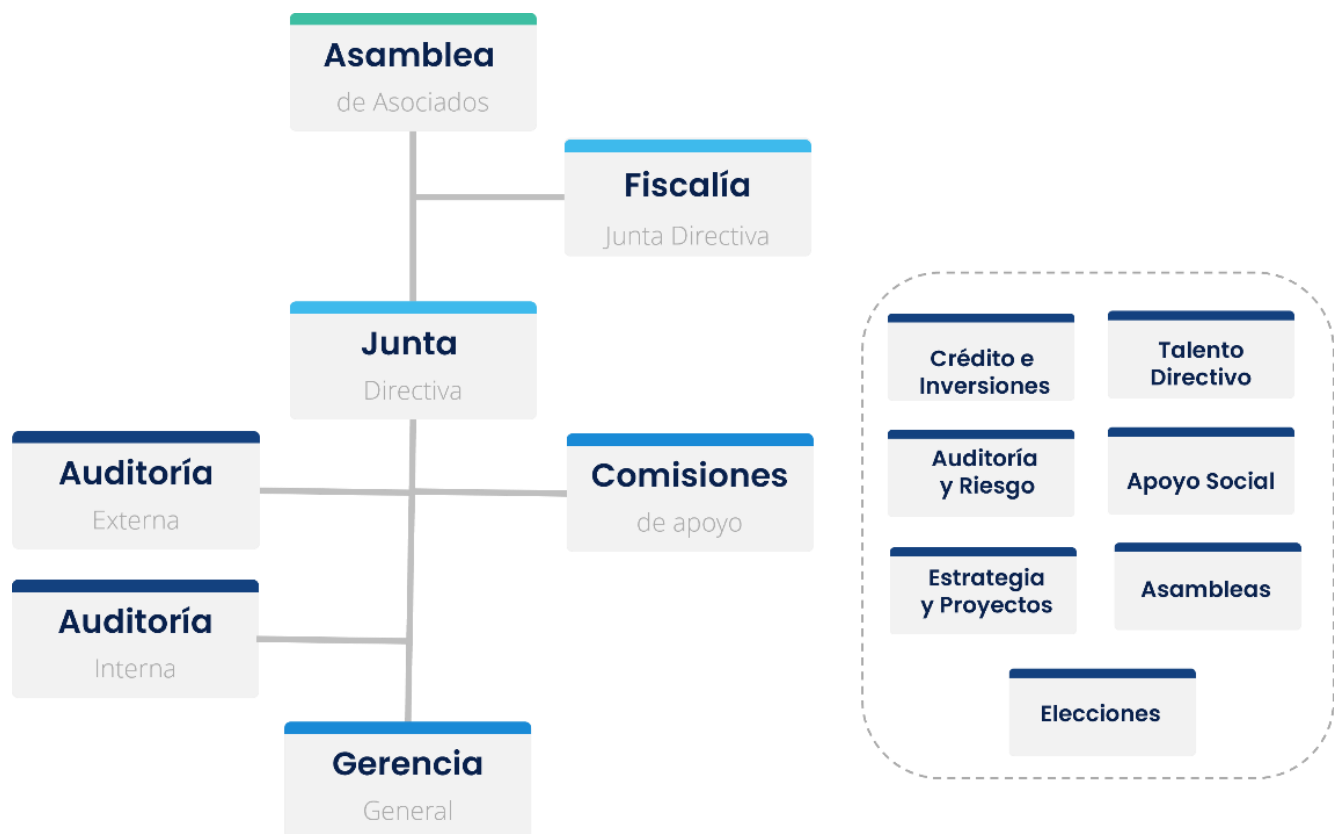 Asamblea
de Asociados
Fiscalía
Junta Directiva
Junta
Directiva
Auditoría
Externa
Comisiones
de apoyo
Auditoría
Interna
Gerencia
General
Crédito e
Inversiones
Talento
Directivo
Auditoría
y Riesgo
Apoyo Social
Estrategia
y Proyectos
Asambleas
Elecciones